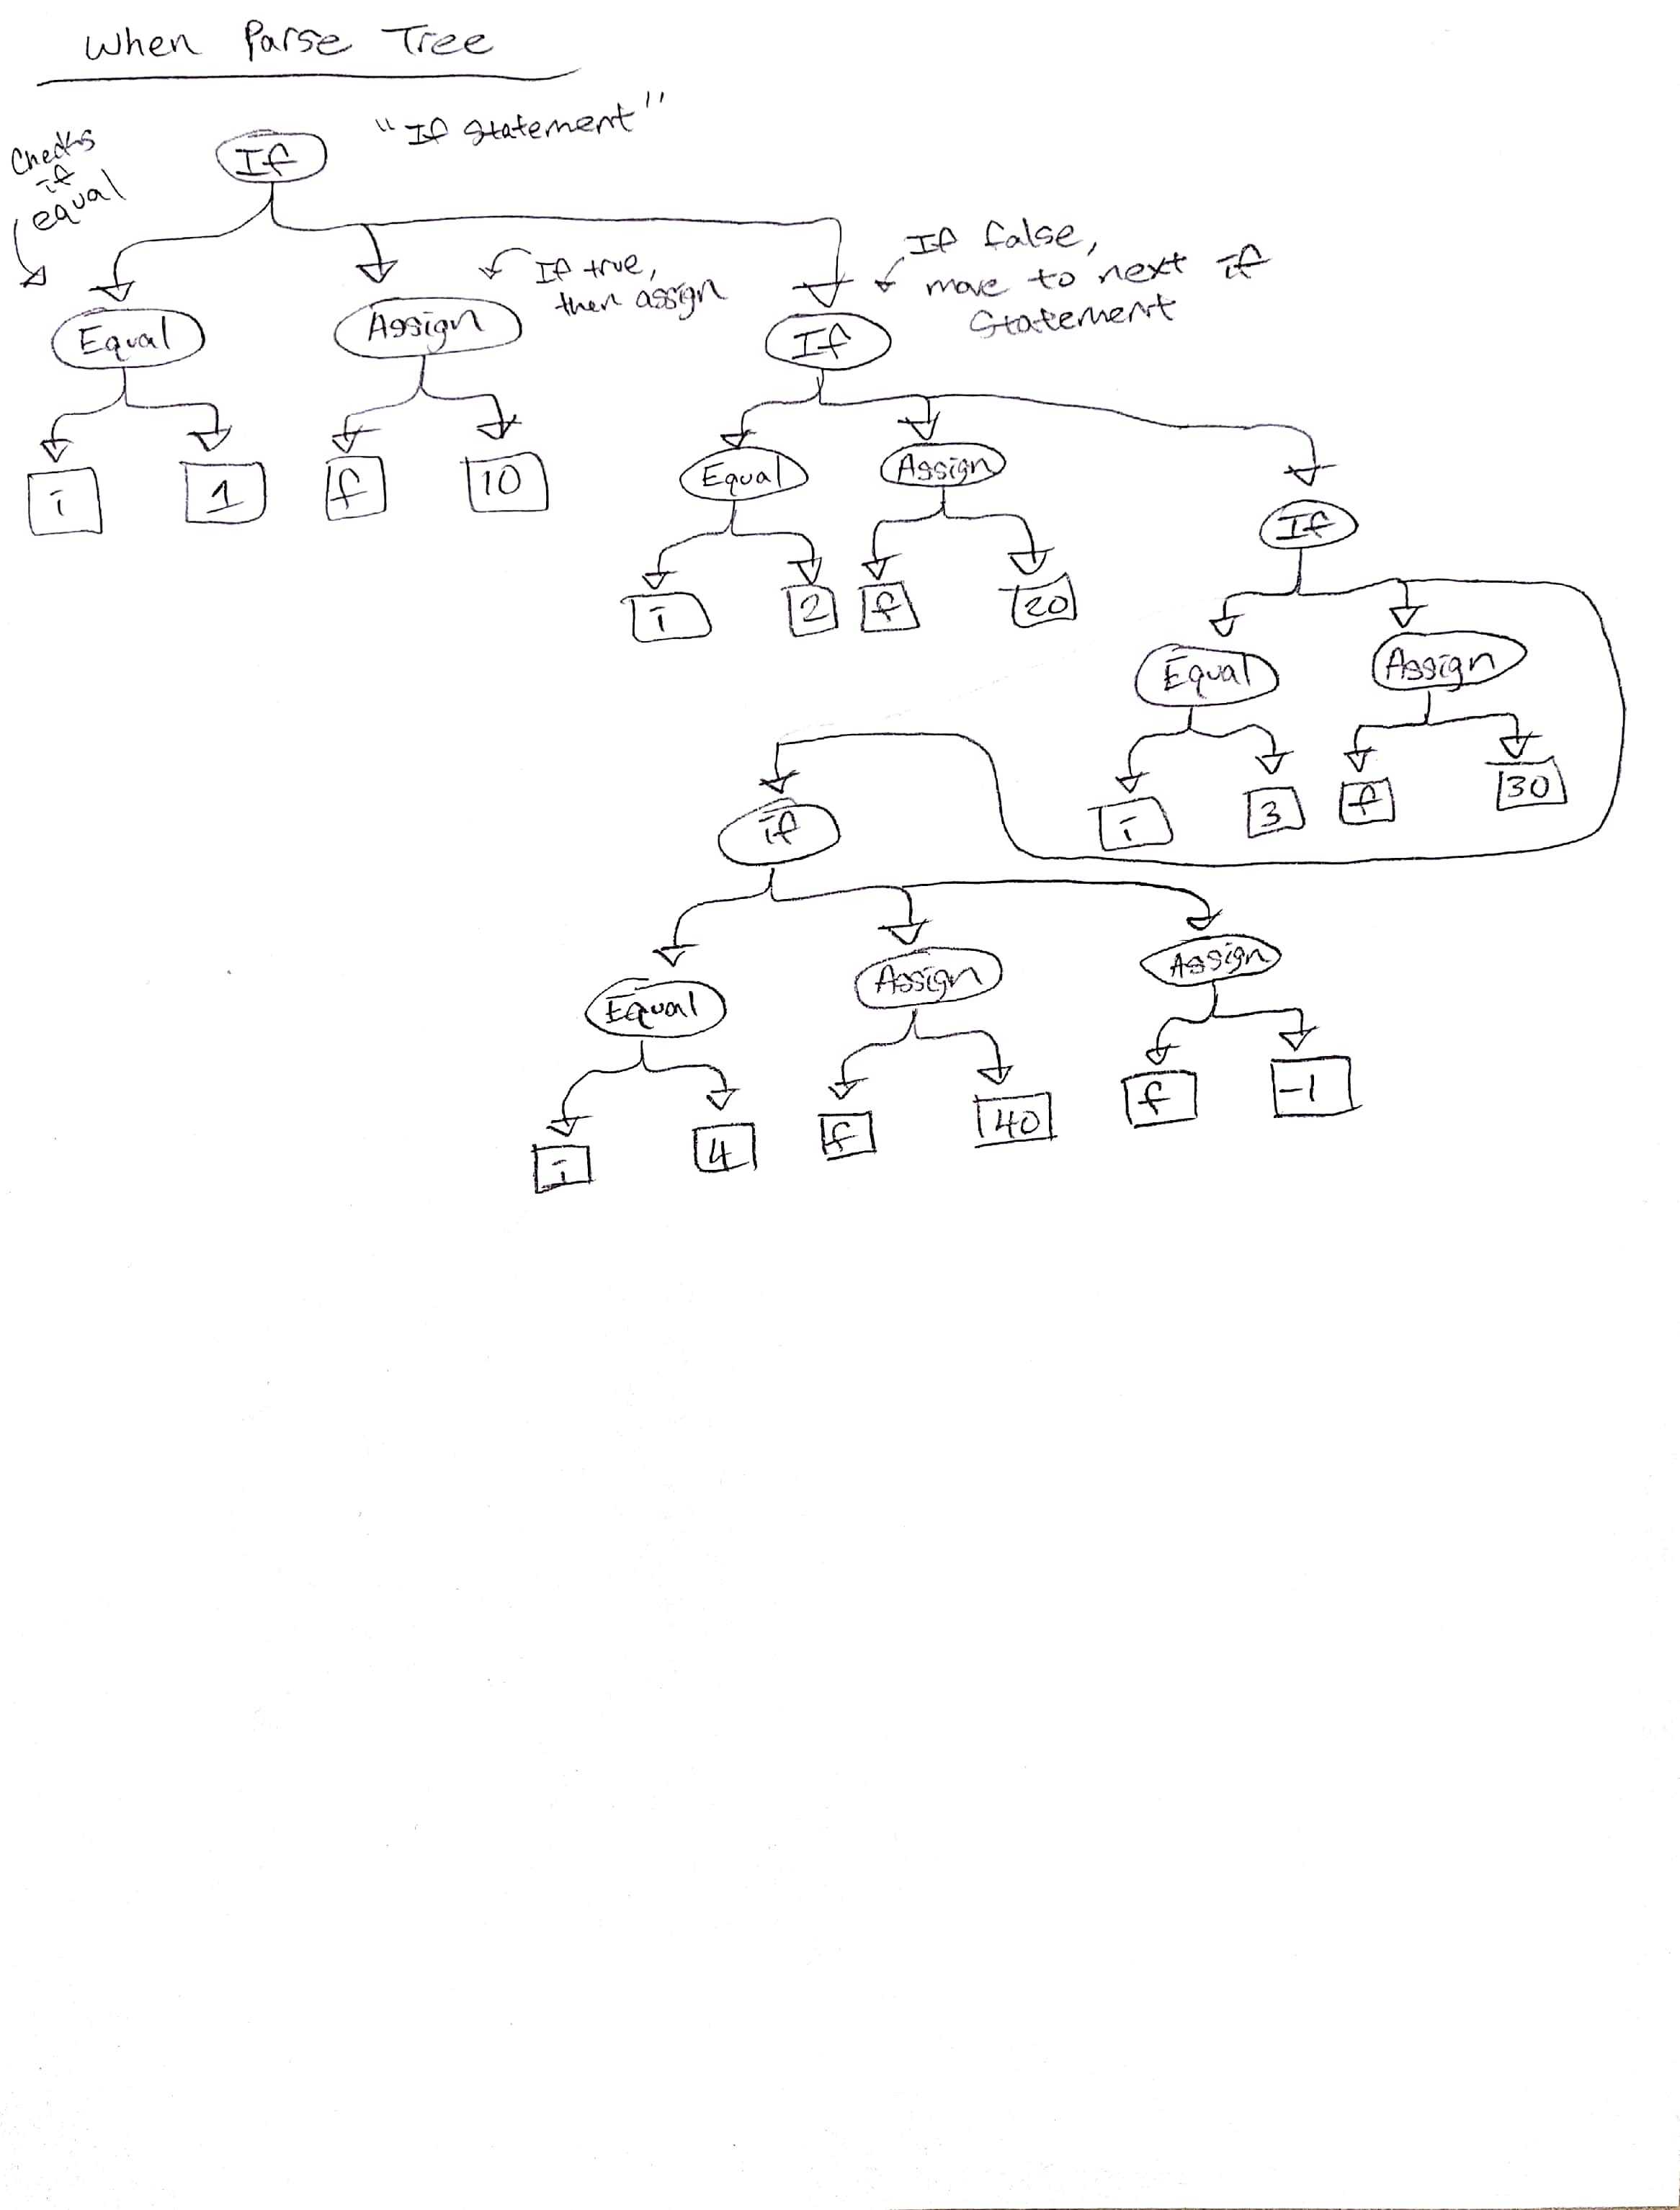 When Parse Tree
"If Statement"
Checks
if
equal
If
If true,
then assign
If false,
move to next if
Statement
Equal
Assign
If
i
1
f
10
Equal
Assign
If
i
2
f
20
Equal
Assign
i
3
f
30
if
Equal
Assign
Assign
i
4
f
40
f
-1